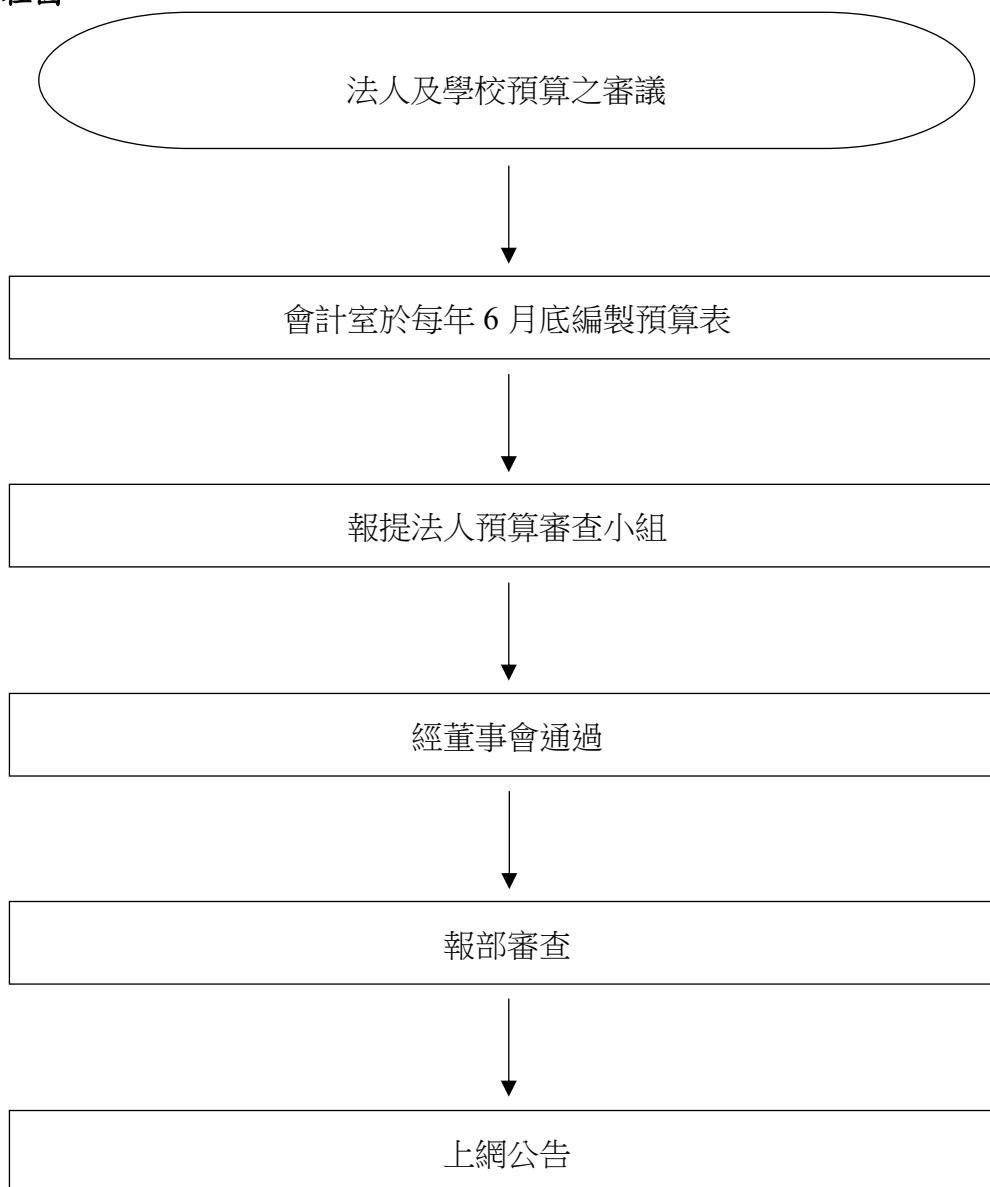 法人及學校預算之審議
會計室於每年 6 月底編製預算表
報提法人預算審查小組
經董事會通過
報部審查
上網公告